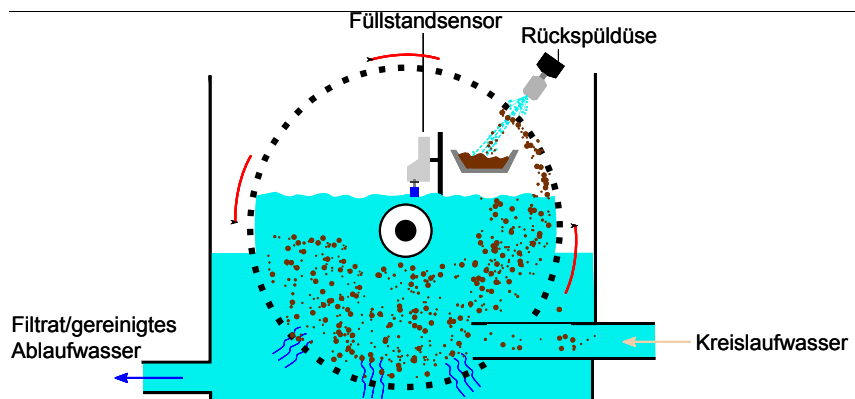 Füllstandsensor
Rückspüldüse
Filtrat/gereinigtes
Ablaufwasser
Kreislaufwasser